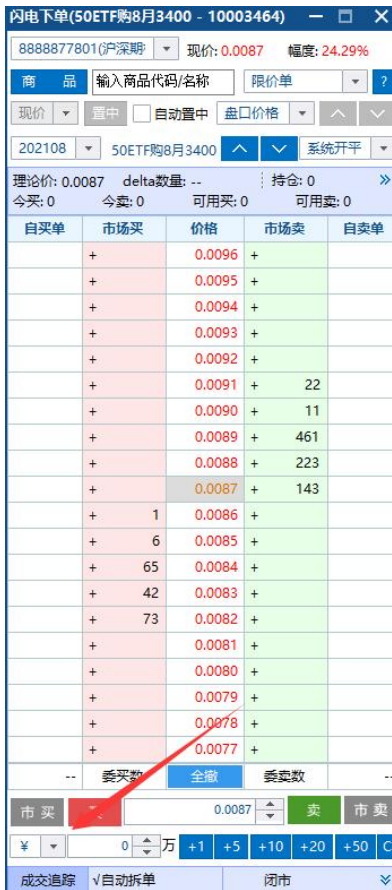 闪电下单(50ETF购8月3400 - 10003464)
8888877801(沪深期 现价: 0.0087 幅度: 24.29%
商 品 输入商品代码/名称 限价单 ?
现价 置中 自动置中 盘口价格
202108 50ETF购8月3400 系统开平
理论价: 0.0087 delta数量: -- 持仓: 0 »
今买: 0 今卖: 0 可用买: 0 可用卖: 0
自买单 市场买 价格 市场卖 自卖单
+ 0.0096 +
+ 0.0095 +
+ 0.0094 +
+ 0.0093 +
+ 0.0092 +
+ 0.0091 + 22
+ 0.0090 + 11
+ 0.0089 + 461
+ 0.0088 + 223
+ 0.0087 + 143
+ 1 0.0086 +
+ 6 0.0085 +
+ 65 0.0084 +
+ 42 0.0083 +
+ 73 0.0082 +
+ 0.0081 +
+ 0.0080 +
+ 0.0079 +
+ 0.0078 +
+ 0.0077 +
-- 委买数 全撤 委卖数 --
市 买 0.0087 卖 市 卖
¥ 0 万 +1 +5 +10 +20 +50 C
成交追踪 √自动拆单 闭市